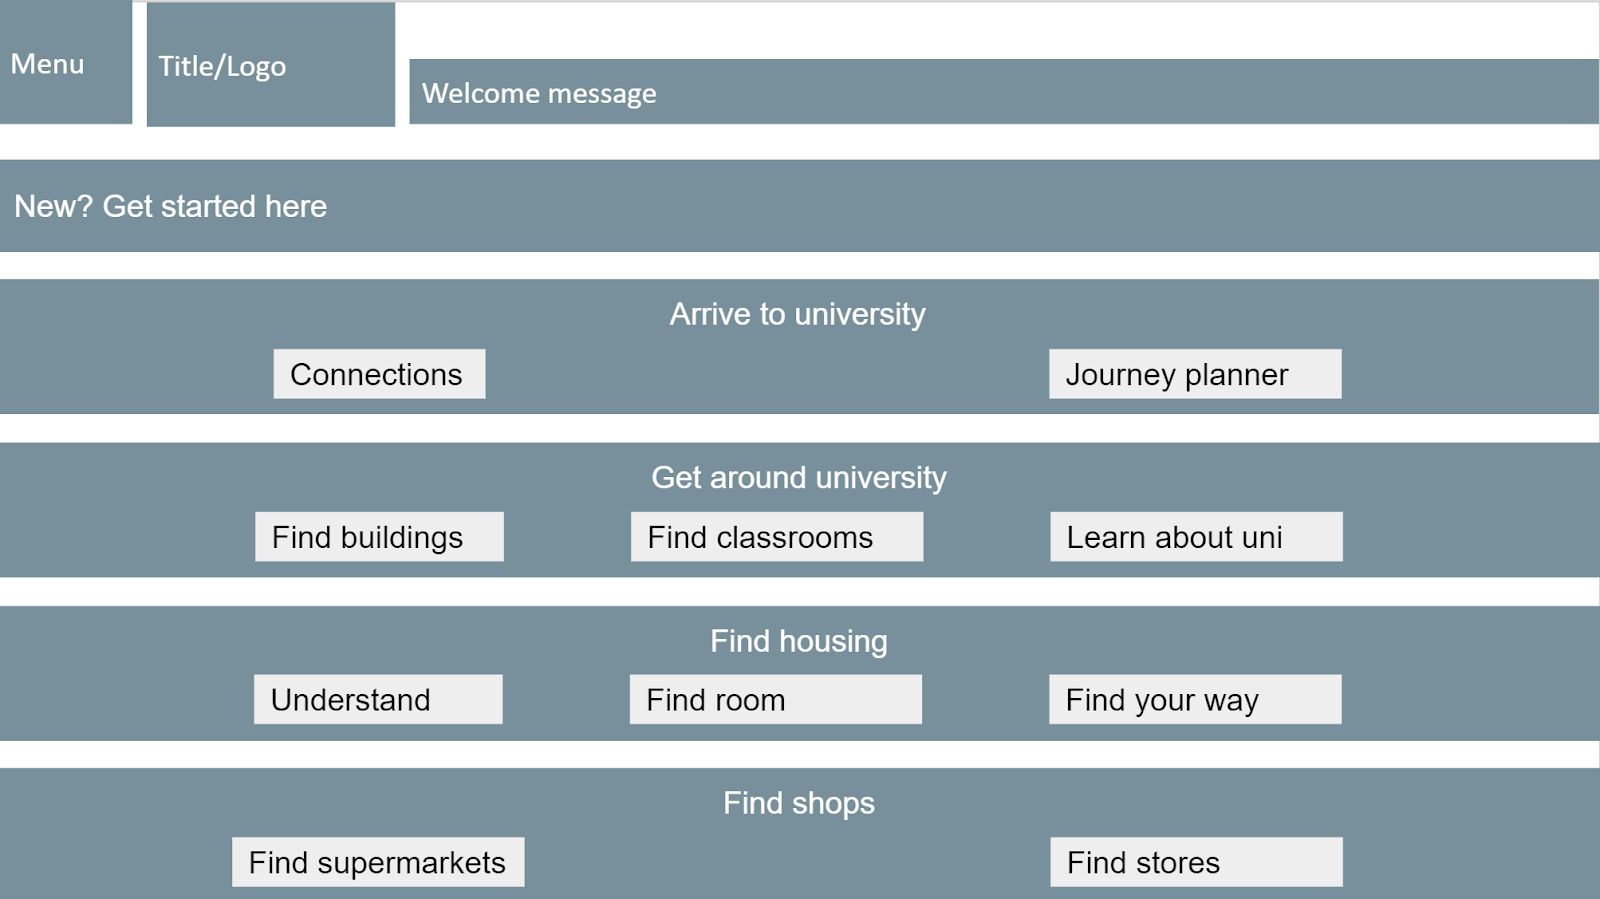 Menu
Title/Logo
Welcome message
New? Get started here
Arrive to university
Connections
Journey planner
Get around university
Find buildings
Find classrooms
Learn about uni
Find housing
Understand
Find room
Find your way
Find shops
Find supermarkets
Find stores